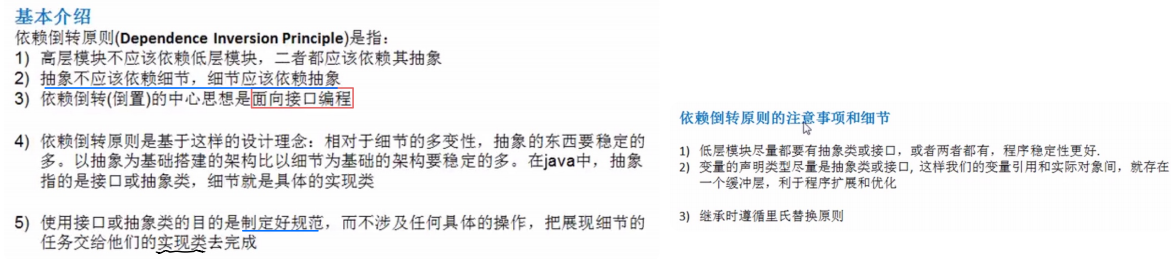 基本介绍
依赖倒转原则(Dependence Inversion Principle)是指：
1) 高层模块不应该依赖低层模块，二者都应该依赖其抽象
2) 抽象不应该依赖细节，细节应该依赖抽象
3) 依赖倒转(倒置)的中心思想是面向接口编程
4) 依赖倒转原则是基于这样的设计理念：相对于细节的多变性，抽象的东西要稳定的
多。以抽象为基础搭建的架构比以细节为基础的架构要稳定的多。在java中，抽象
指的是接口或抽象类，细节就是具体的实现类
5) 使用接口或抽象类的目的是制定好规范，而不涉及任何具体的操作，把展现细节的
任务交给他们的实现类去完成
依赖倒转原则的注意事项和细节
1) 低层模块尽量都要有抽象类或接口，或者两者都有，程序稳定性更好.
2) 变量的声明类型尽量是抽象类或接口, 这样我们的变量引用和实际对象间，就存在
一个缓冲层，利于程序扩展和优化
3) 继承时遵循里氏替换原则